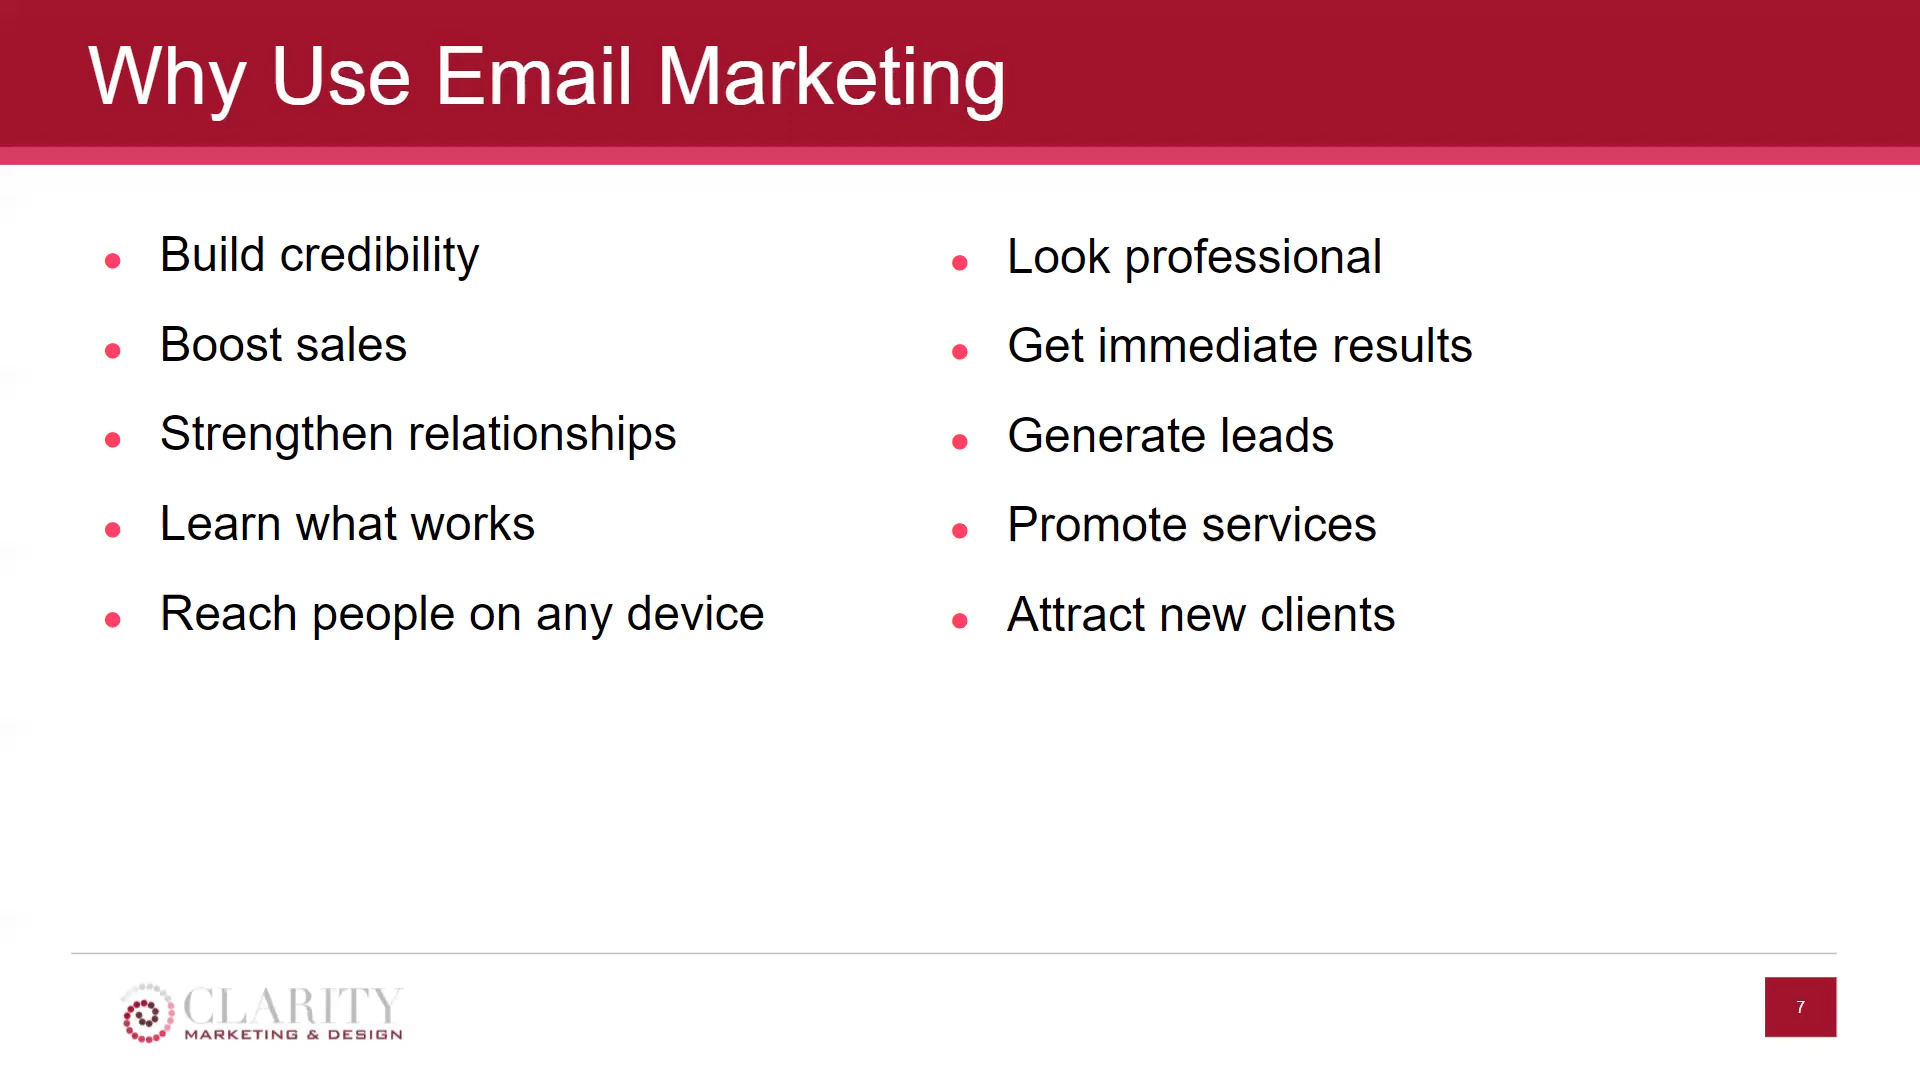 Why Use Email Marketing
Build credibility
Boost sales
Strengthen relationships
Learn what works
Reach people on any device
Look professional
Get immediate results
Generate leads
Promote services
Attract new clients
CLARITY
MARKETING & DESIGN
7